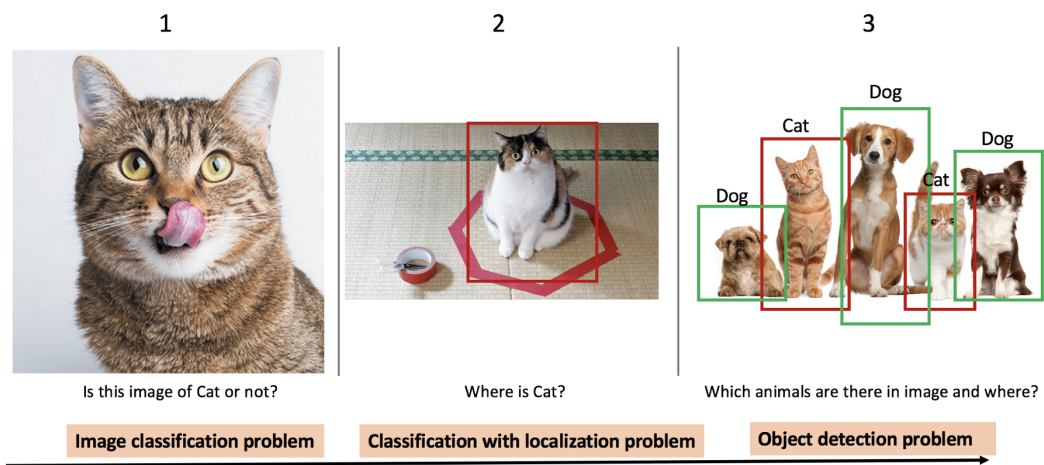 1
2
3
Dog
Cat
Dog
Dog
Cat
Is this image of Cat or not?
Where is Cat?
Which animals are there in image and where?
Image classification problem
Classification with localization problem
Object detection problem